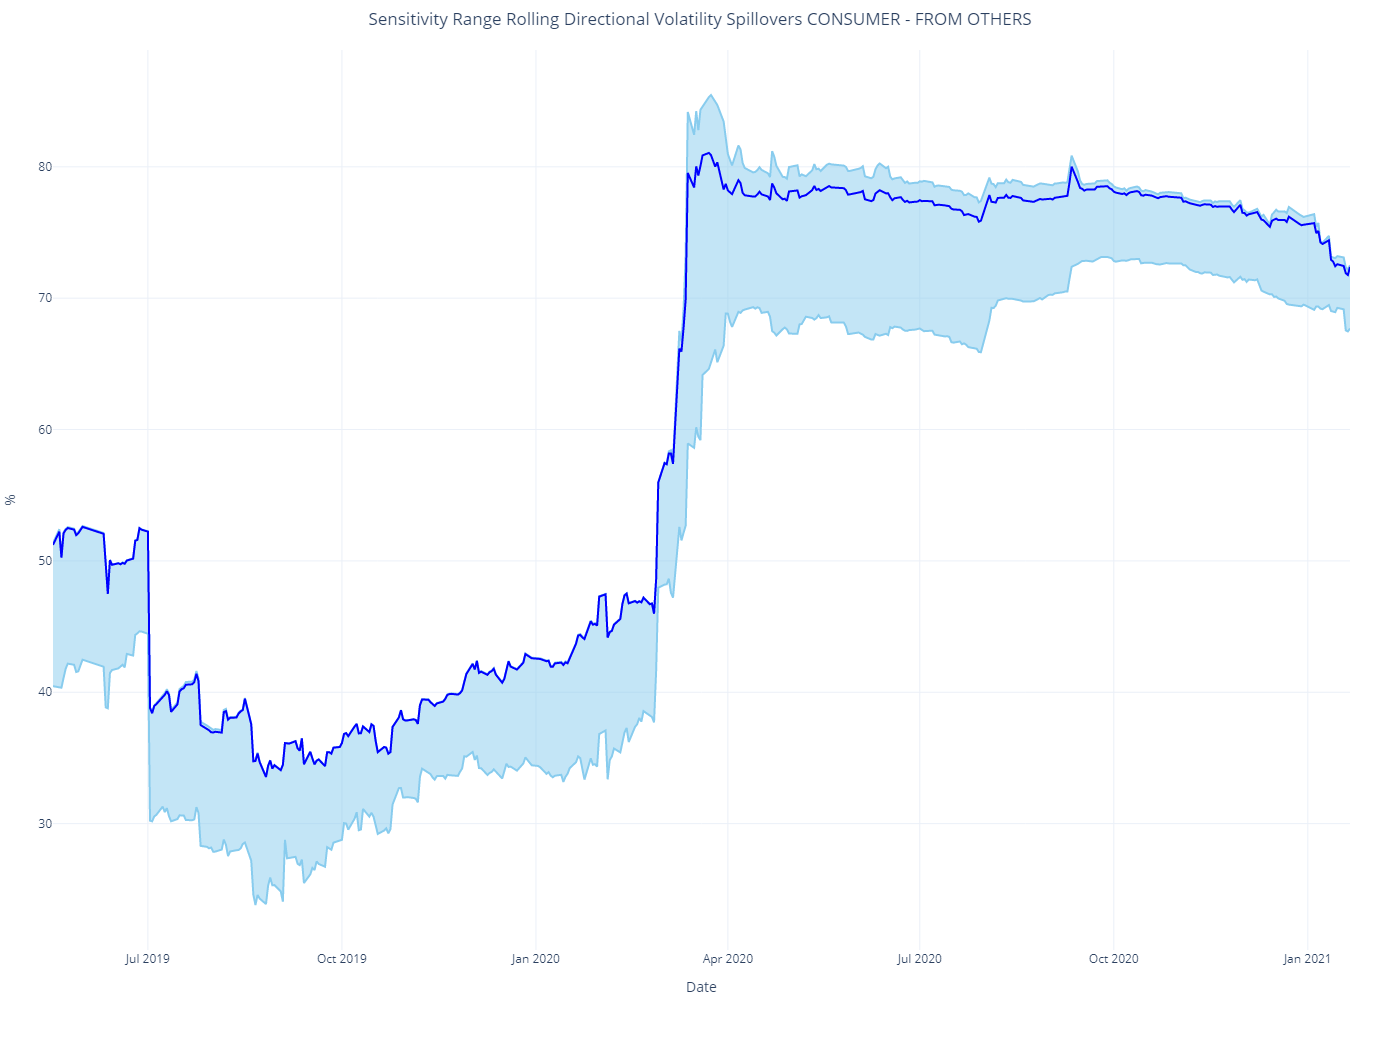 Sensitivity Range Rolling Directional Volatility Spillovers CONSUMER - FROM OTHERS
80
70
60
%
50
40
30
Jul 2019
Oct 2019
Jan 2020
Apr 2020
Jul 2020
Oct 2020
Jan 2021
Date